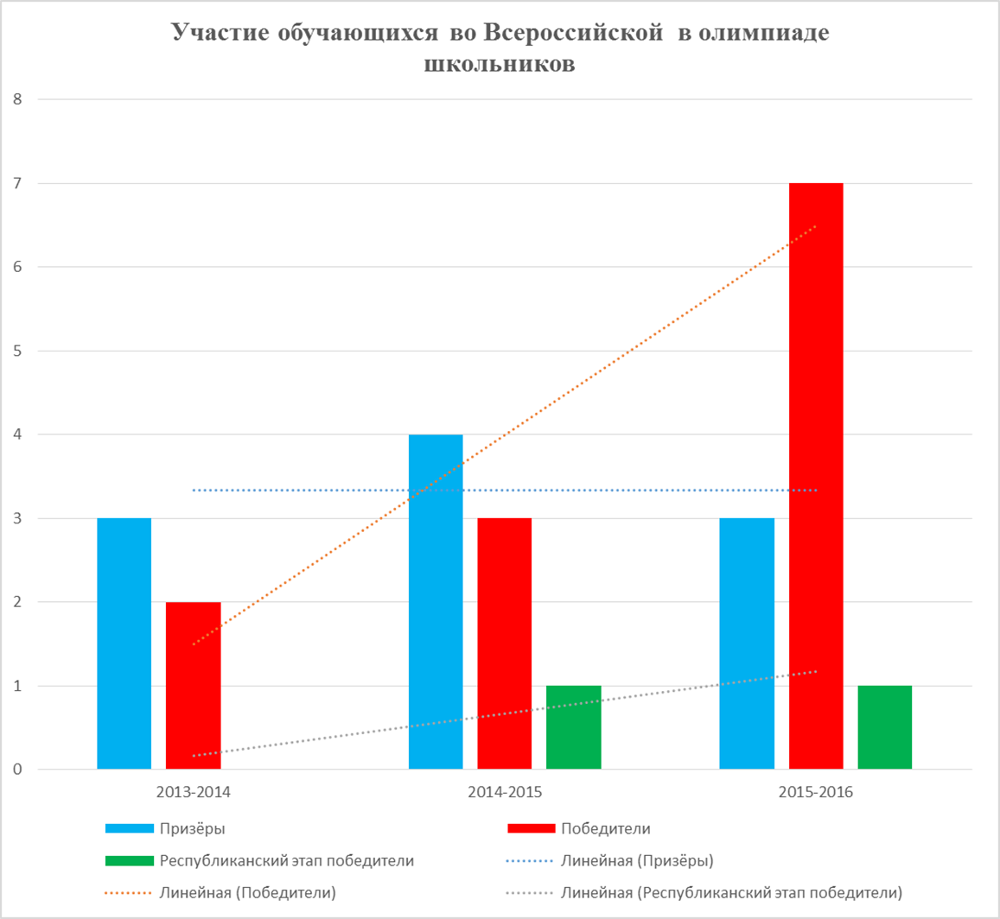 Участие обучающихся во Всероссийской в олимпиаде
школьников
8
7
6
5
4
3
2
1
0
2013-2014 2014-2015 2015-2016
Призёры Победители
Республиканский этап победители Линейная (Призёры)
Линейная (Победители) Линейная (Республиканский этап победители)